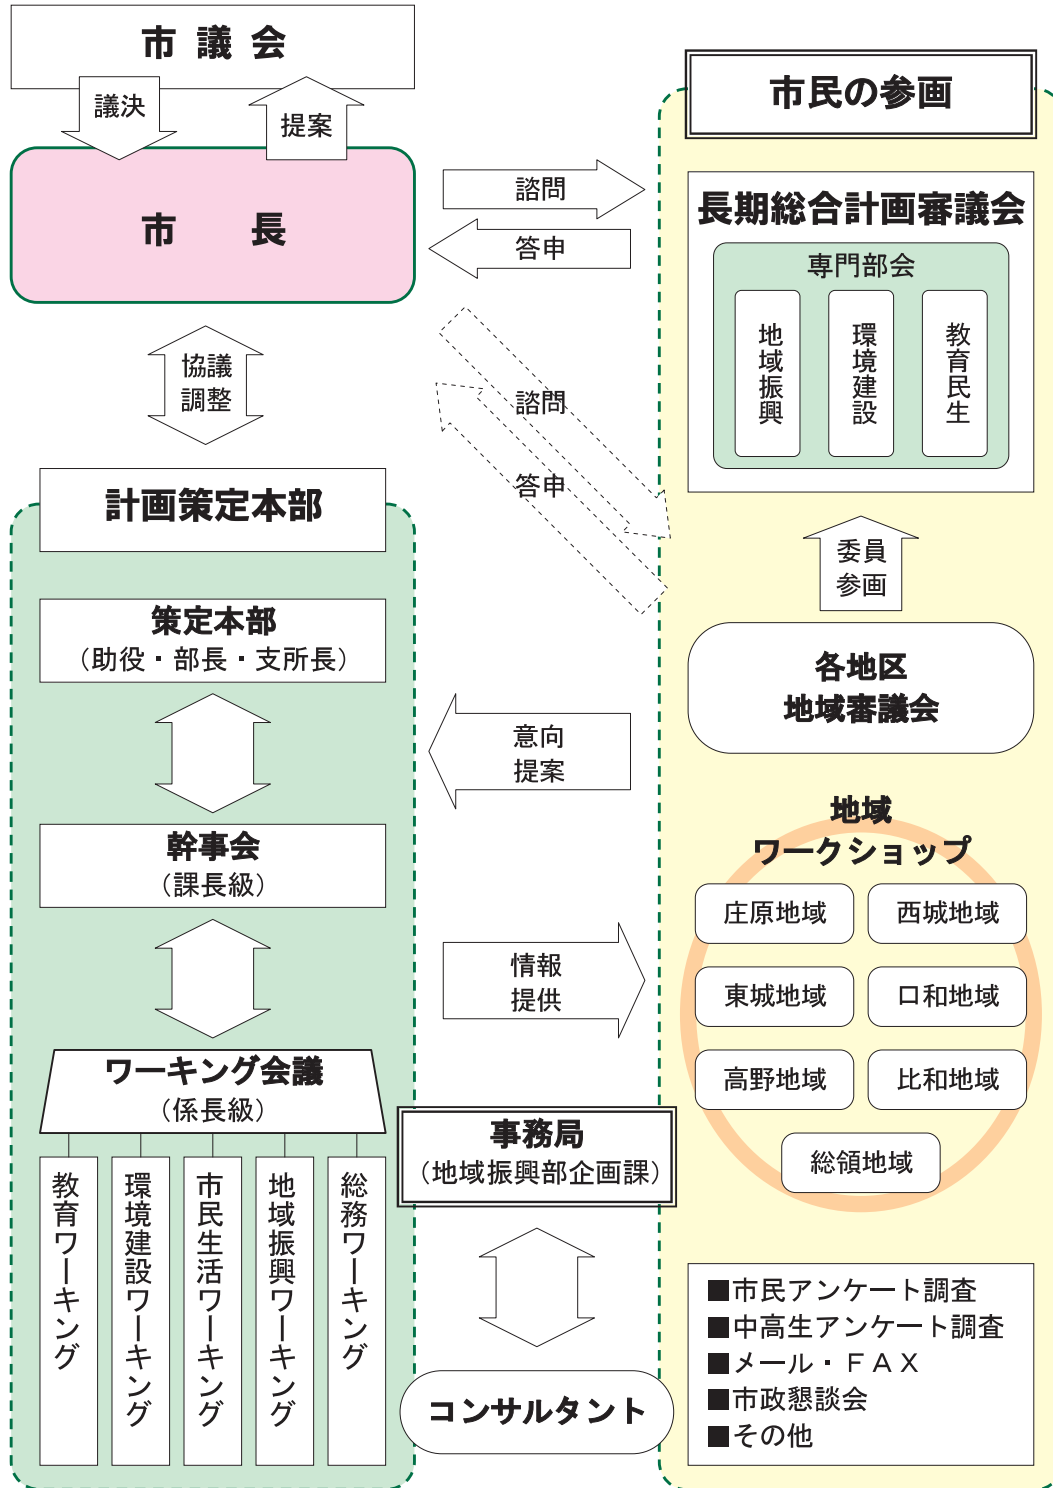 市議会
議決
提案
市長
諮問
答申
協議
調整
諮問
答申
計画策定本部
策定本部
（助役・部長・支所長）
幹事会
（課長級）
ワーキング会議
（係長級）
教育ワーキング
環境建設ワーキング
市民生活ワーキング
地域振興ワーキング
総務ワーキング
意向
提案
情報
提供
事務局
（地域振興部企画課）
コンサルタント
市民の参画
長期総合計画審議会
専門部会
地域振興
環境建設
教育民生
委員
参画
各地区
地域審議会
地域
ワークショップ
庄原地域
西城地域
東城地域
口和地域
高野地域
比和地域
総領地域
■市民アンケート調査
■中高生アンケート調査
■メール・ＦＡＸ
■市政懇談会
■その他